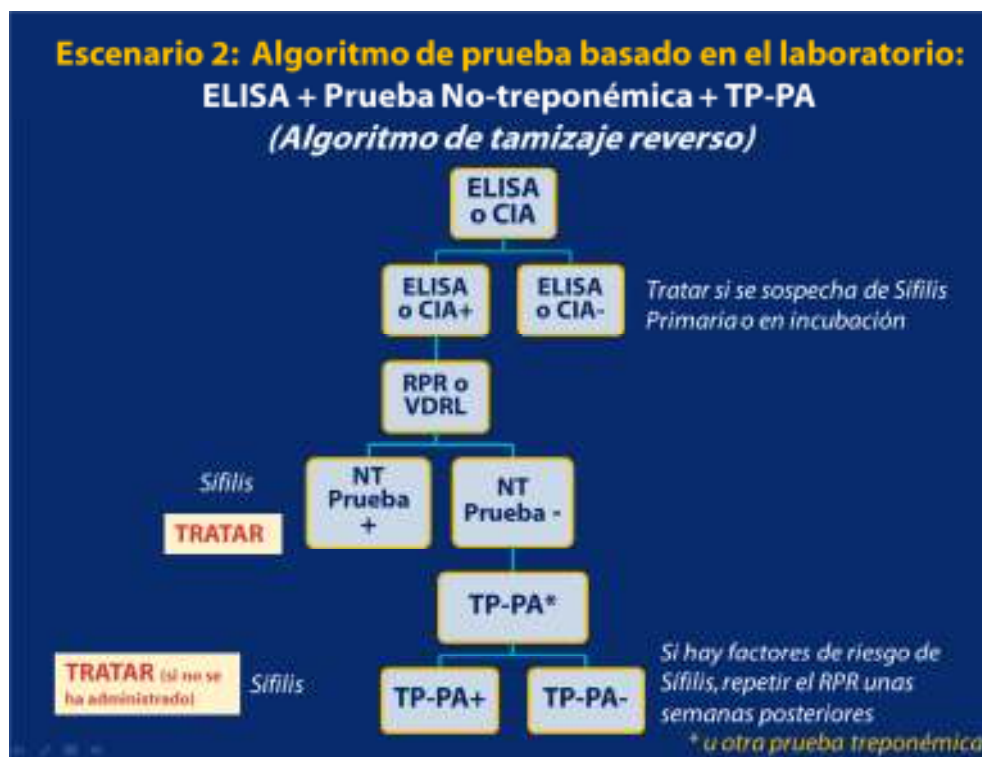 Escenario 2: Algoritmo de prueba basado en el laboratorio:
ELISA + Prueba No-treponémica + TP-PA
(Algoritmo de tamizaje reverso)
ELISA
o CIA
ELISA
o CIA+
ELISA
o CIA-
Tratar si se sospecha de Sífilis
Primaria o en incubación
RPR o
VDRL
Sífilis
TRATAR
NT
Prueba
+
NT
Prueba -
TP-PA*
TRATAR (si no se
ha administrado)
Sífilis
TP-PA+
TP-PA-
Si hay factores de riesgo de
Sífilis, repetir el RPR unas
semanas posteriores
* u otra prueba treponémica